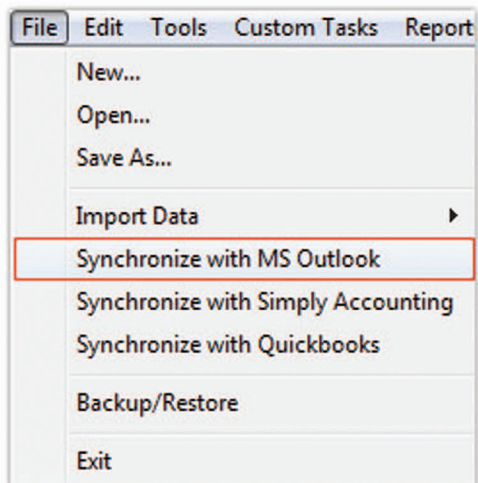 File Edit Tools Custom Tasks Report
New...
Open...
Save As...
Import Data
Synchronize with MS Outlook
Synchronize with Simply Accounting
Synchronize with Quickbooks
Backup/Restore
Exit